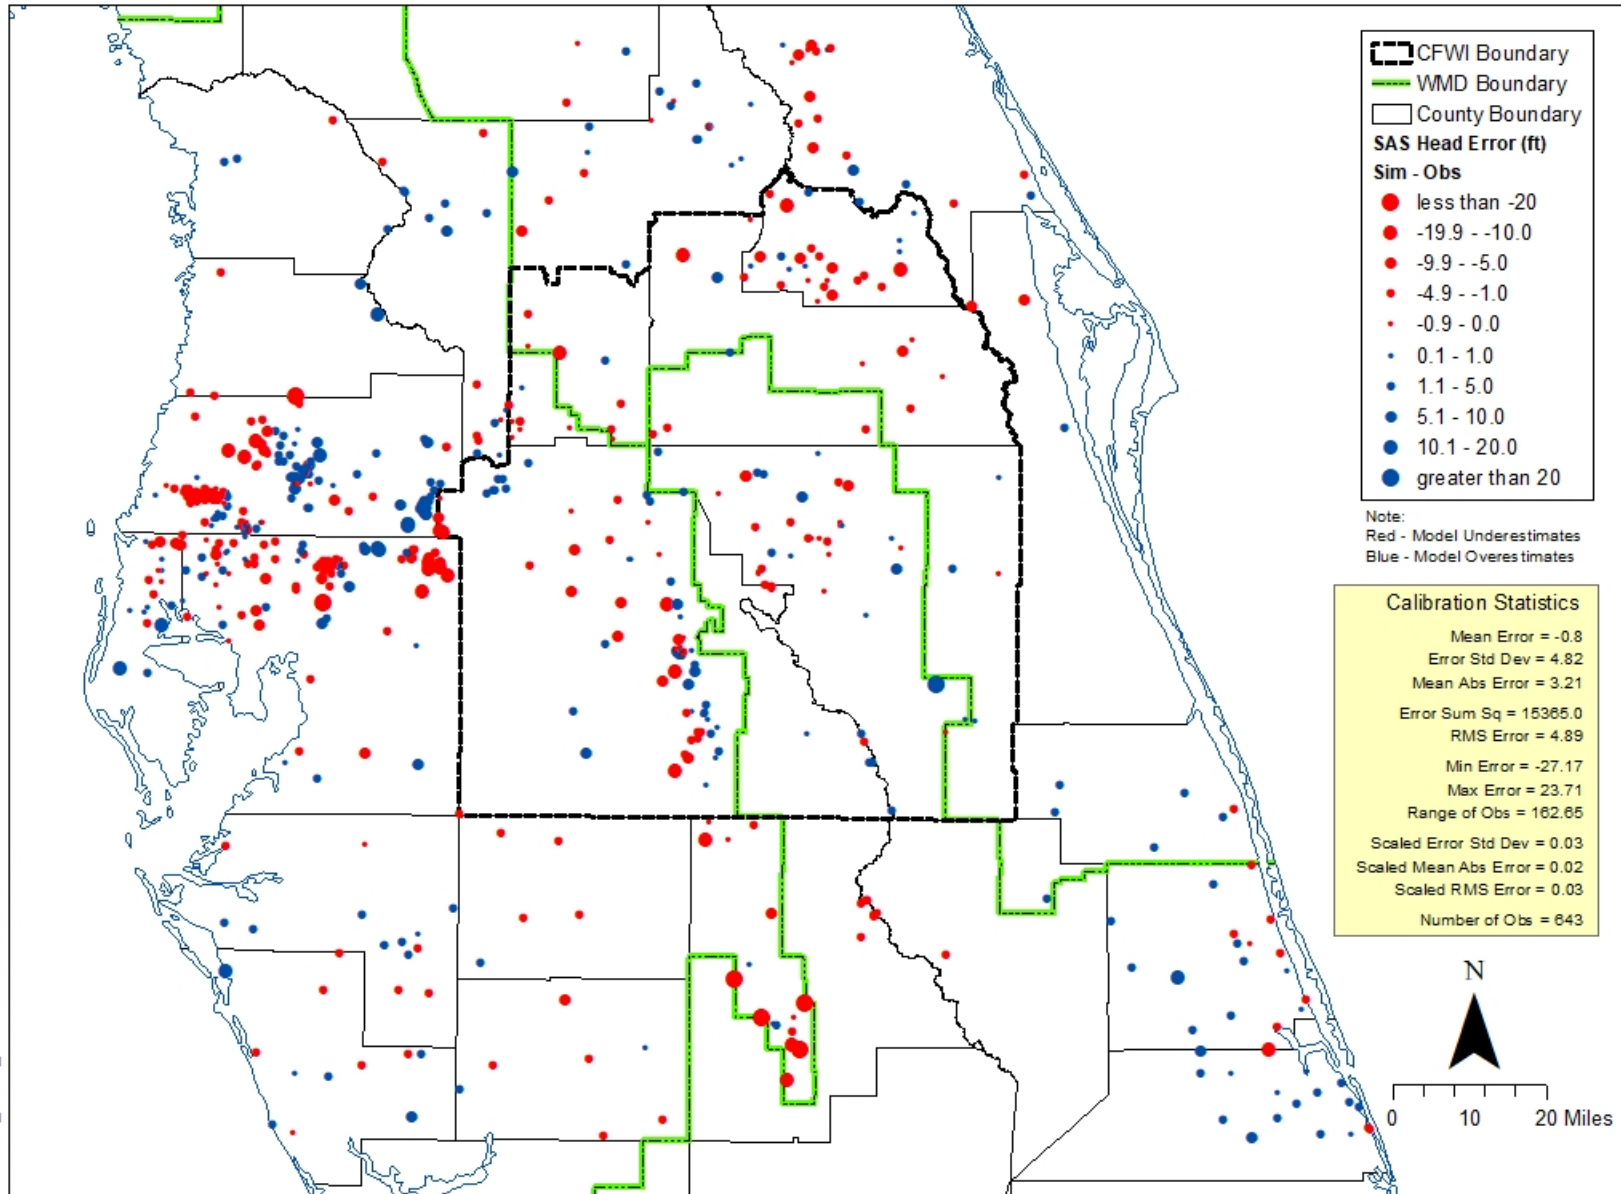 CFWI Boundary
WMD Boundary
County Boundary
SAS Head Error (ft)
Sim - Obs
less than -20
-19.9 - -10.0
-9.9 - -5.0
-4.9 - -1.0
-0.9 - 0.0
0.1 - 1.0
1.1 - 5.0
5.1 - 10.0
10.1 - 20.0
greater than 20
Note:
Red - Model Underestimates
Blue - Model Overestimates
Calibration Statistics
Mean Error = -0.8
Error Std Dev = 4.82
Mean Abs Error = 3.21
Error Sum Sq = 15365.0
RMS Error = 4.89
Min Error = -27.17
Max Error = 23.71
Range of Obs = 162.65
Scaled Error Std Dev = 0.03
Scaled Mean Abs Error = 0.02
Scaled RMS Error = 0.03
Number of Obs = 643
N
0 10 20 Miles